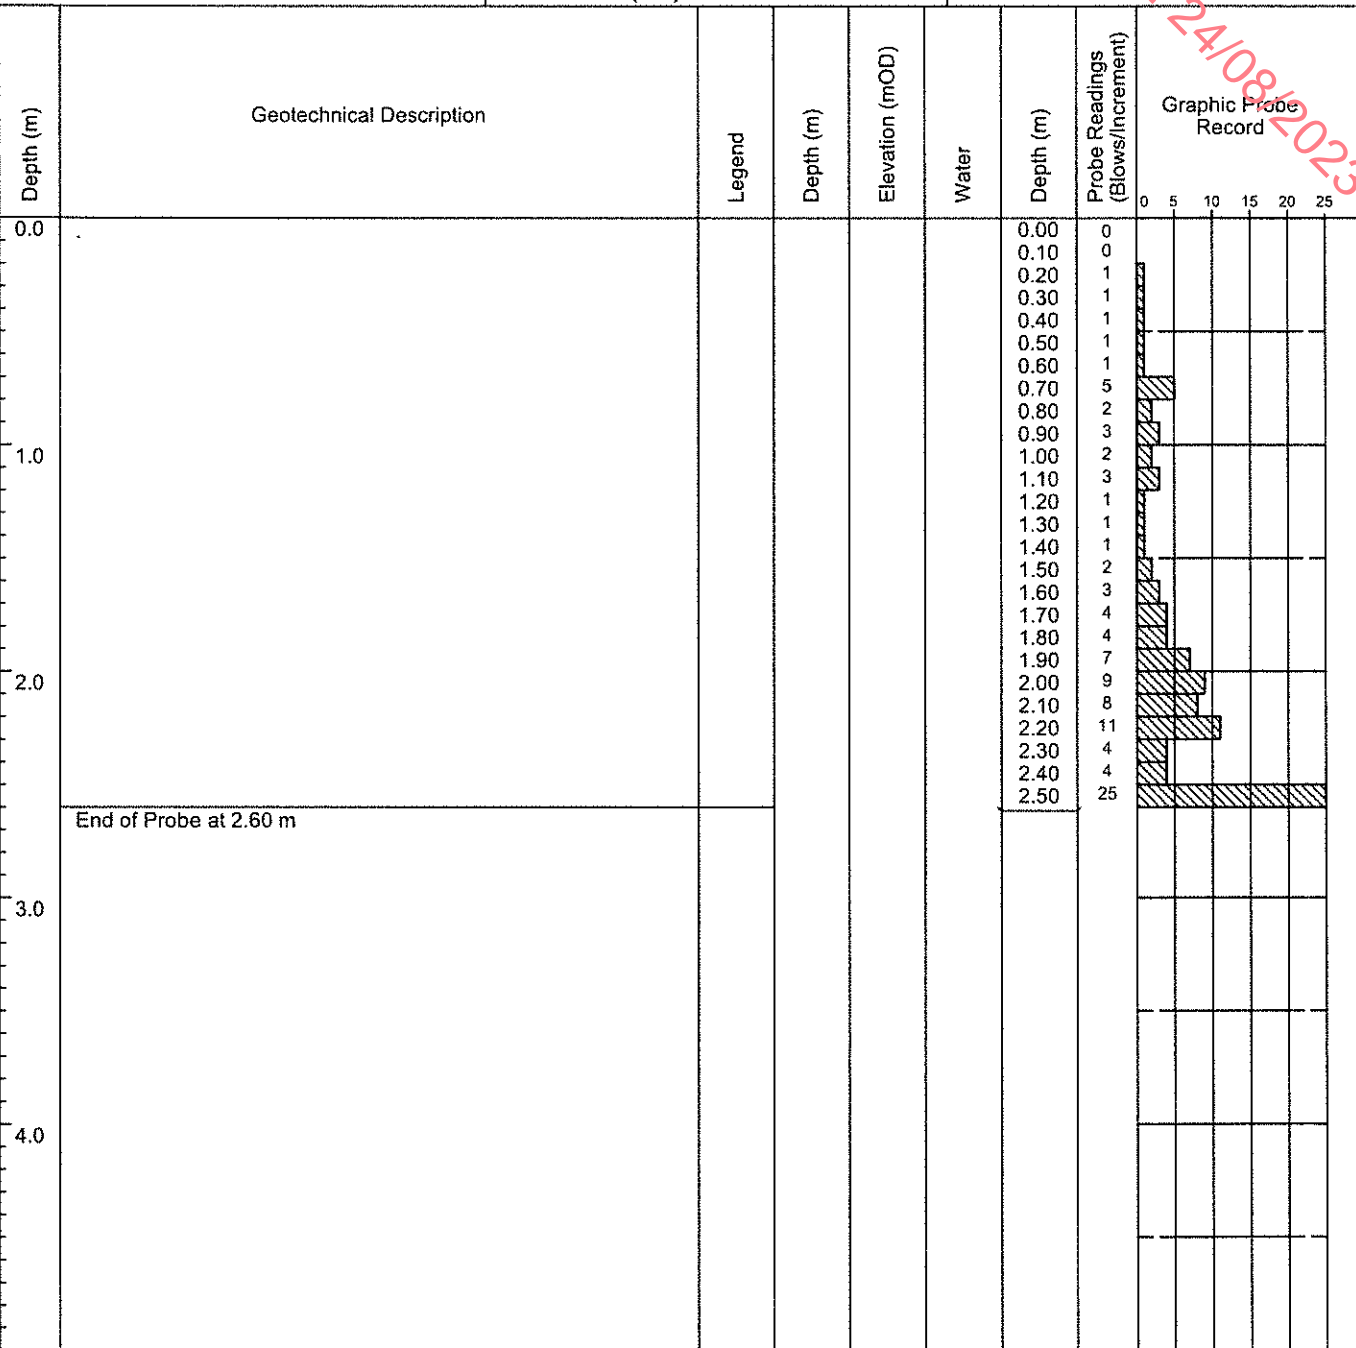 Depth (m)
Geotechnical Description
Legend
Depth (m)
Elevation (mOD)
Water
Depth (m)
Probe Readings
(Blows/Increment)
Graphic Probe
Record
24/08/2023
0 5 10 15 20 25
0.0
0.00 0
0.10 0
0.20 1
0.30 1
0.40 1
0.50 1
0.60 1
0.70 5
0.80 2
0.90 3
1.0
1.00 2
1.10 3
1.20 1
1.30 1
1.40 1
1.50 2
1.60 3
1.70 4
1.80 4
1.90 7
2.0
2.00 9
2.10 8
2.20 11
2.30 4
2.40 4
2.50 25
End of Probe at 2.60 m
3.0
4.0